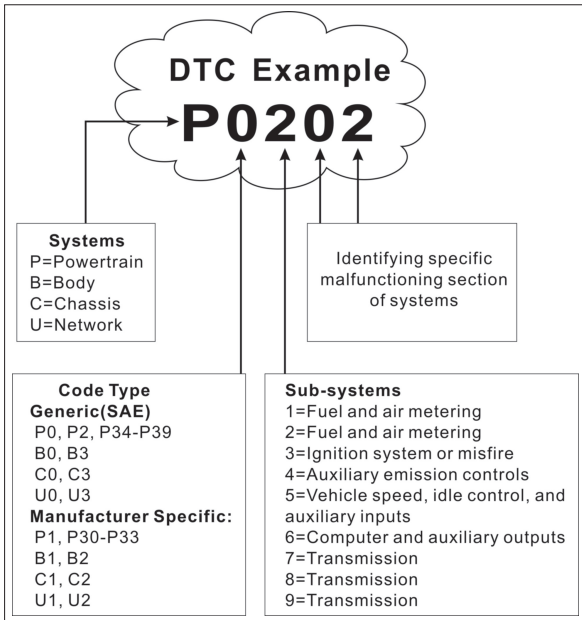 DTC Example
P0202
Systems
P=Powertrain
B=Body
C=Chassis
U=Network
Identifying specific
malfunctioning section
of systems
Code Type
Generic(SAE)
P0, P2, P34-P39
B0, B3
C0, C3
U0, U3
Manufacturer Specific:
P1, P30-P33
B1, B2
C1, C2
U1, U2
Sub-systems
1=Fuel and air metering
2=Fuel and air metering
3=Ignition system or misfire
4=Auxiliary emission controls
5=Vehicle speed, idle control, and
auxiliary inputs
6=Computer and auxiliary outputs
7=Transmission
8=Transmission
9=Transmission